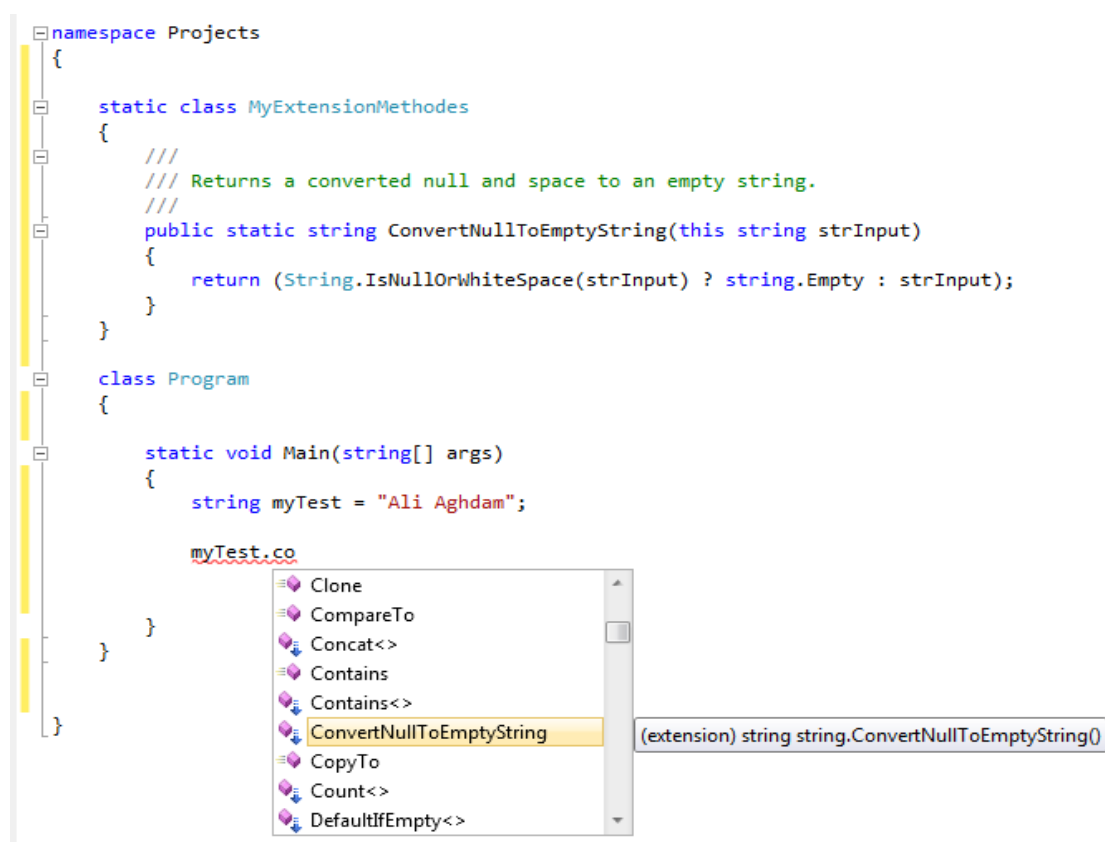 namespace Projects
{
static class MyExtensionMethodes
{
///
/// Returns a converted null and space to an empty string.
///
public static string ConvertNullToEmptyString(this string strInput)
{
return (String.IsNullOrWhiteSpace(strInput) ? string.Empty : strInput);
}
}
class Program
{
static void Main(string[] args)
{
string myTest = "Ali Aghdam";
myTest.co
Clone
CompareTo
}
Concat<>
}
Contains
Contains<>
}
ConvertNullToEmptyString (extension) string string.ConvertNullToEmptyString()
CopyTo
Count<>
DefaultIfEmpty<>